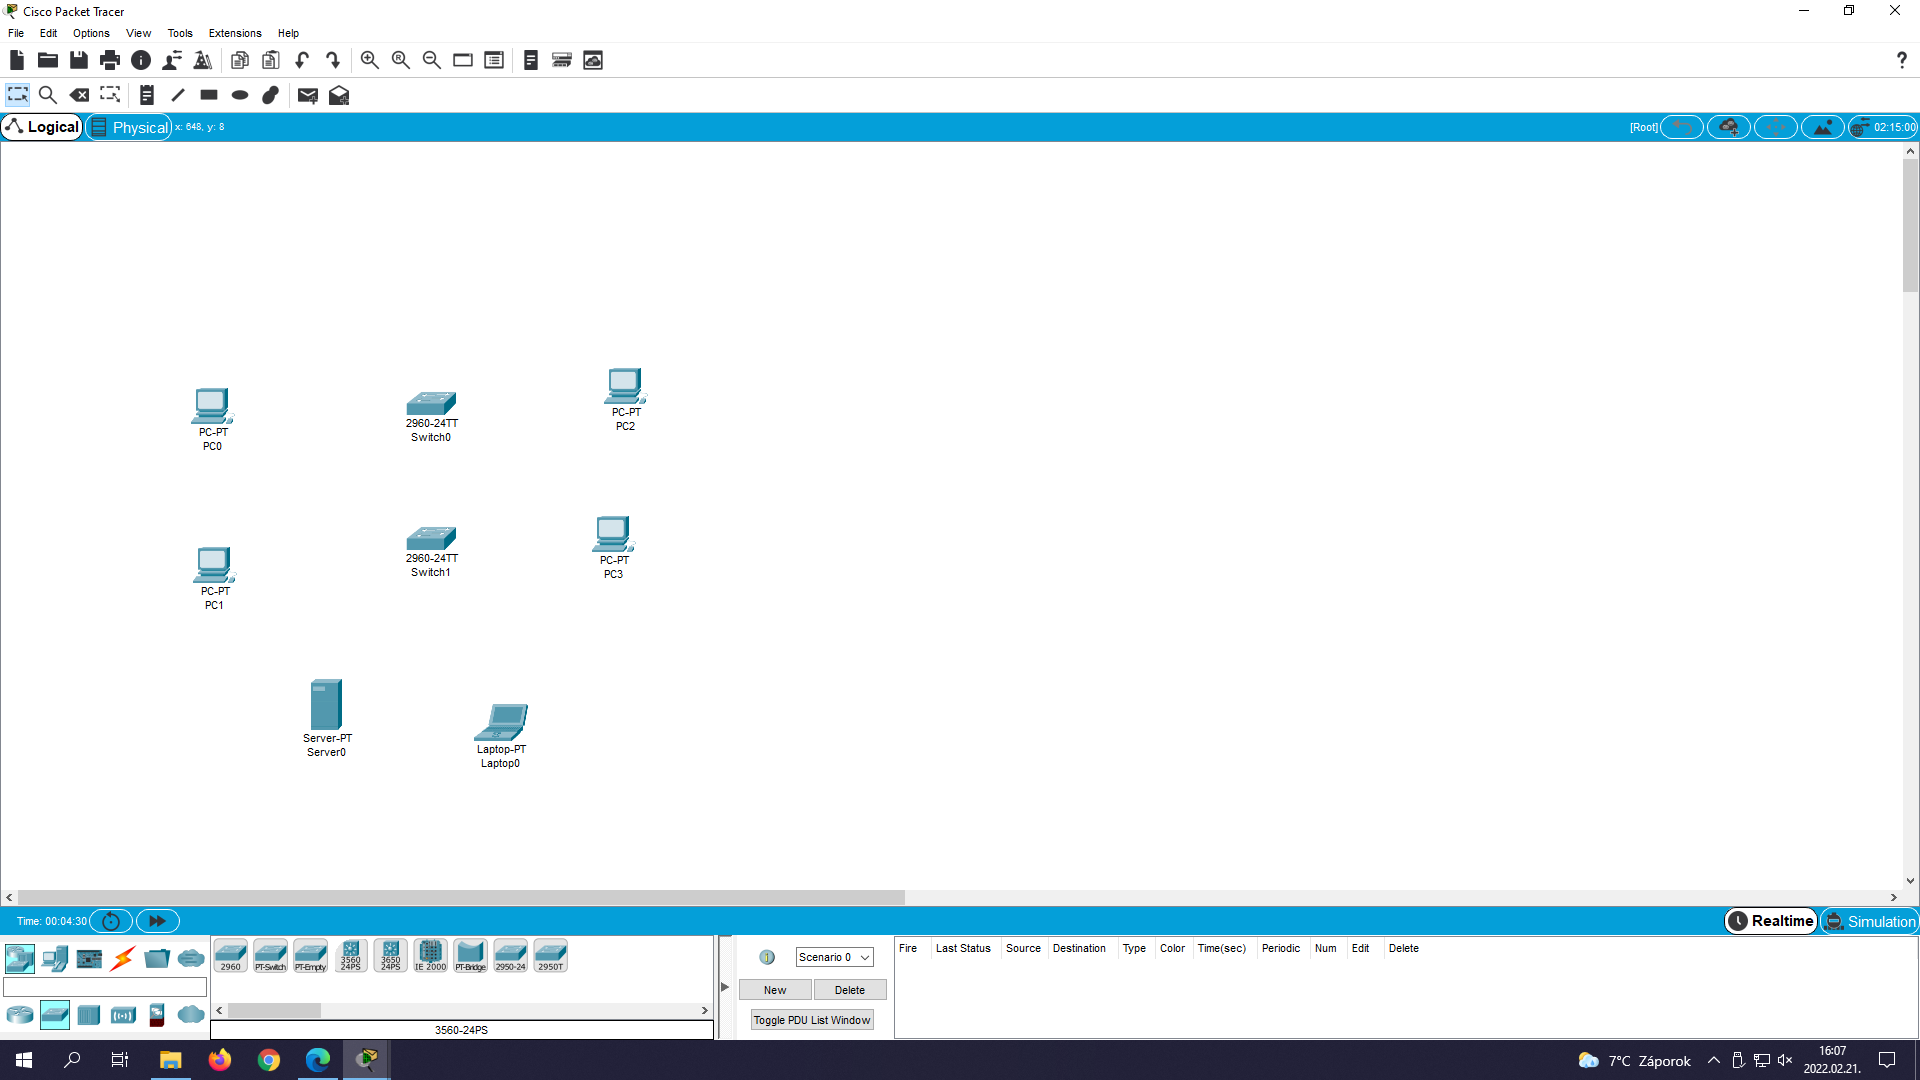 Cisco Packet Tracer
File Edit Options View Tools Extensions Help
?
Logical Physical x: 648, y: 8 [Root] 02:15:00
PC-PT
PC0
2960-24TT
Switch0
PC-PT
PC2
PC-PT
PC1
2960-24TT
Switch1
PC-PT
PC3
Server-PT
Server0
Laptop-PT
Laptop0
Time: 00:04:30 Realtime Simulation
2960 PT-Switch PT-Empty 3560 24PS 3650 24PS IE 2000 PT-Bridge 2950-24 2950T
3560-24PS
Scenario 0
New Delete
Toggle PDU List Window
Fire Last Status Source Destination Type Color Time(sec) Periodic Num Edit Delete
7°C Záporok
16:07
2022.02.21.